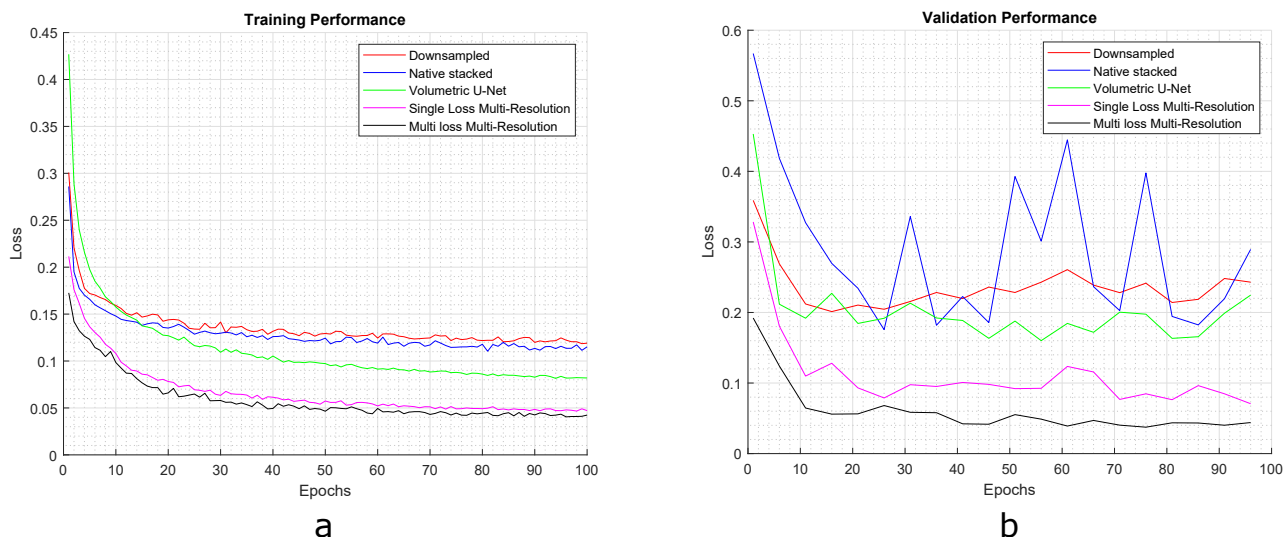 Training Performance
0.45
0.4
0.35
0.3
0.25
0.2
0.15
0.1
0.05
0
Loss
0 10 20 30 40 50 60 70 80 90 100
Epochs
Downsampled
Native stacked
Volumetric U-Net
Single Loss Multi-Resolution
Multi loss Multi-Resolution
a
Validation Performance
0.6
0.5
0.4
0.3
0.2
0.1
0
Loss
0 10 20 30 40 50 60 70 80 90 100
Epochs
Downsampled
Native stacked
Volumetric U-Net
Single Loss Multi-Resolution
Multi loss Multi-Resolution
b